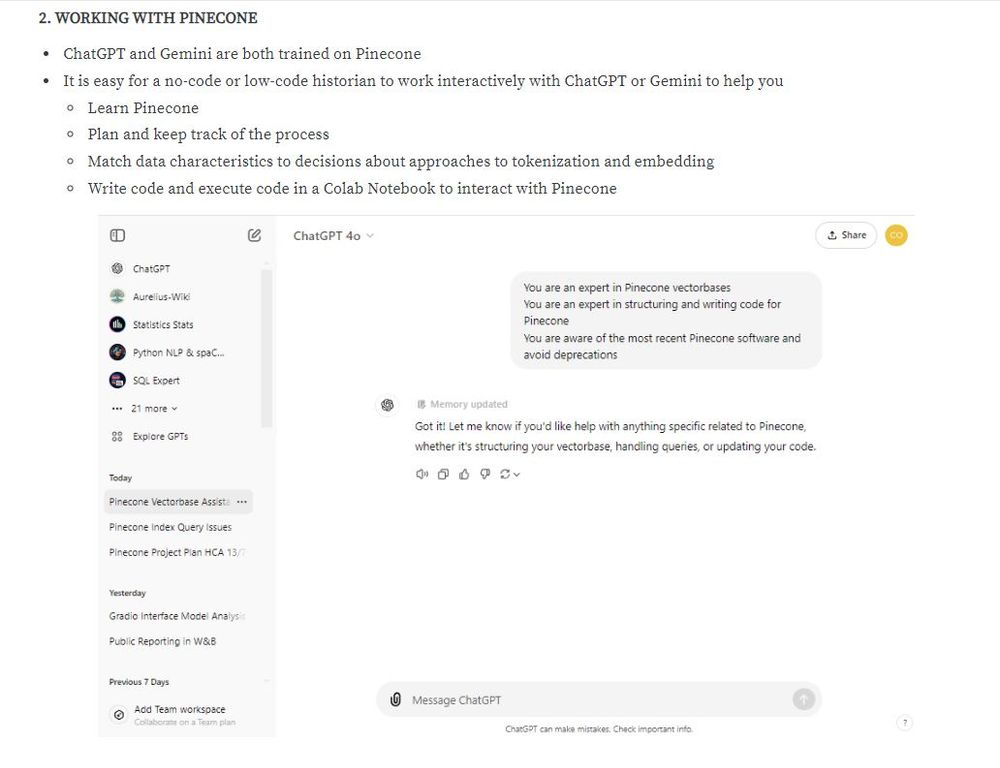 2. WORKING WITH PINECONE
ChatGPT and Gemini are both trained on Pinecone
It is easy for a no-code or low-code historian to work interactively with ChatGPT or Gemini to help you
Learn Pinecone
Plan and keep track of the process
Match data characteristics to decisions about approaches to tokenization and embedding
Write code and execute code in a Colab Notebook to interact with Pinecone
ChatGPT 4o
Share
CO
ChatGPT
Aurelius-Wiki
Statistics Stats
Python NLP & spaC...
SQL Expert
21 more
Explore GPTs
Today
Pinecone Vectorbase Assista
Pinecone Index Query Issues
Pinecone Project Plan HCA 13/7
Yesterday
Gradio Interface Model Analysis
Public Reporting in W&B
Previous 7 Days
Add Team workspace
Collaborate on a Team plan
You are an expert in Pinecone vectorbases
You are an expert in structuring and writing code for
Pinecone
You are aware of the most recent Pinecone software and
avoid deprecations
Memory updated
Got it! Let me know if you'd like help with anything specific related to Pinecone,
whether it's structuring your vectorbase, handling queries, or updating your code.
Message ChatGPT
ChatGPT can make mistakes. Check important info.
?